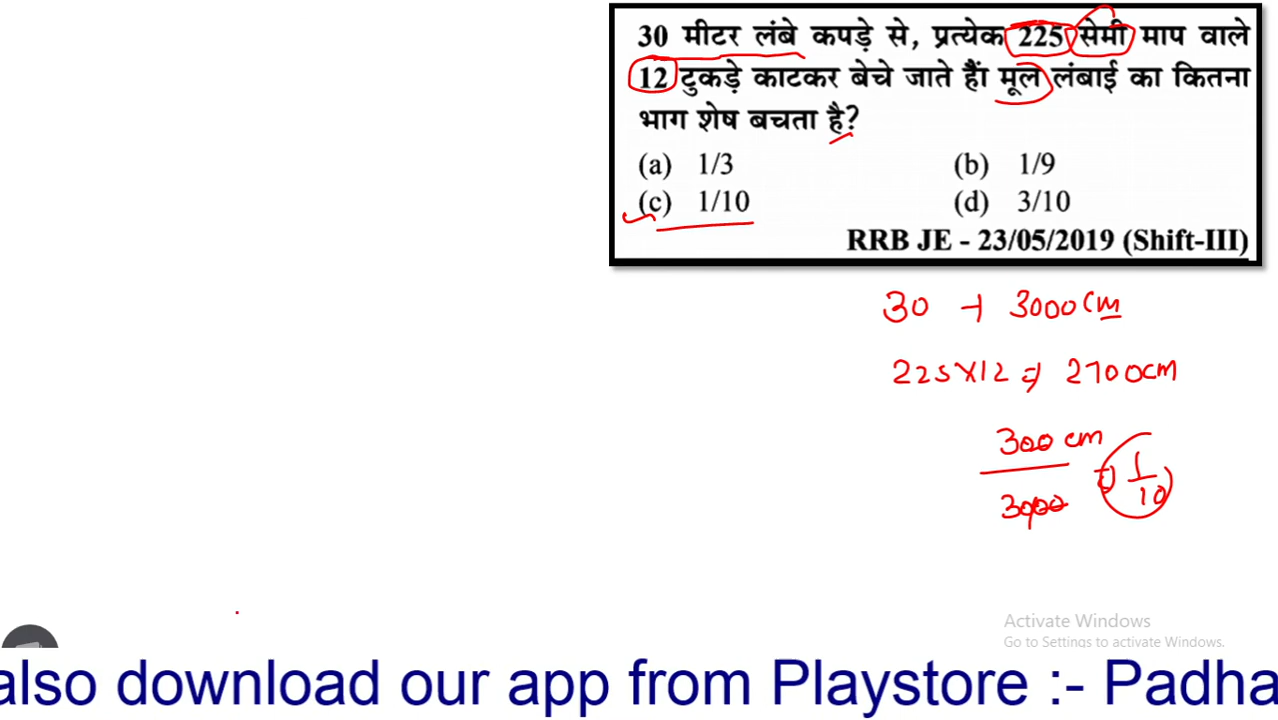 30 मीटर लंबे कपड़े से, प्रत्येक 225 सेमी माप वाले
12 टुकड़े काटकर बेचे जाते हैं। मूल लंबाई का कितना
भाग शेष बचता है?
(a) 1/3 (b) 1/9
(c) 1/10 (d) 3/10
RRB JE - 23/05/2019 (Shift-III)
30 → 3000 cm
225×12 ⇒ 2700cm
300 cm
3000
⇒ 1/10
Activate Windows
Go to Settings to activate Windows.
also download our app from Playstore :- Padha